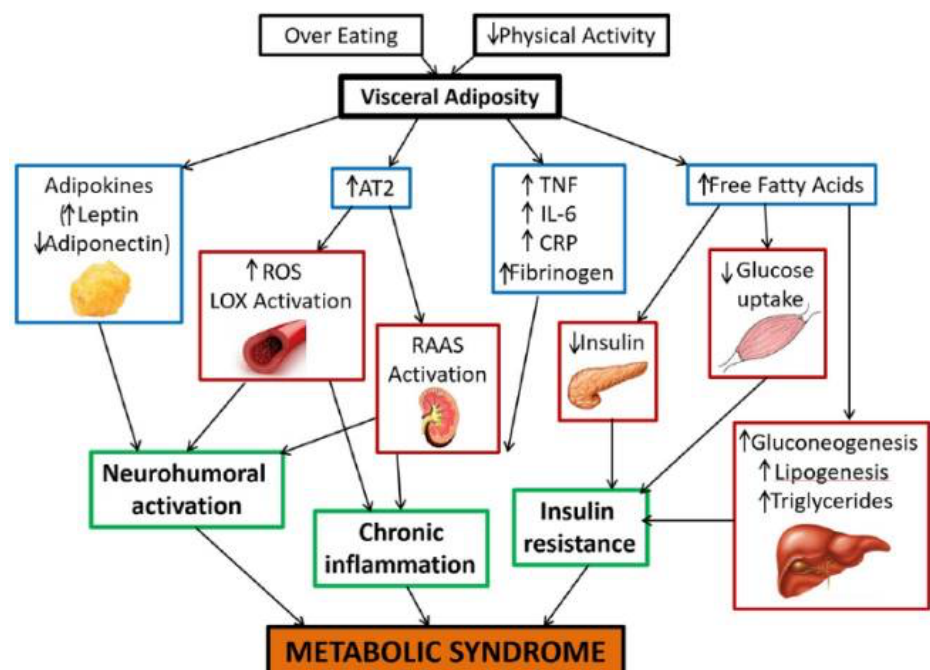 Over Eating
↓Physical Activity
Visceral Adiposity
Adipokines
(↑Leptin
↓Adiponectin)
↑AT2
↑ TNF
↑ IL-6
↑ CRP
↑Fibrinogen
↑Free Fatty Acids
↑ ROS
LOX Activation
RAAS
Activation
↓Insulin
↓ Glucose
uptake
↑Gluconeogenesis
↑ Lipogenesis
↑Triglycerides
Neurohumoral
activation
Chronic
inflammation
Insulin
resistance
METABOLIC SYNDROME